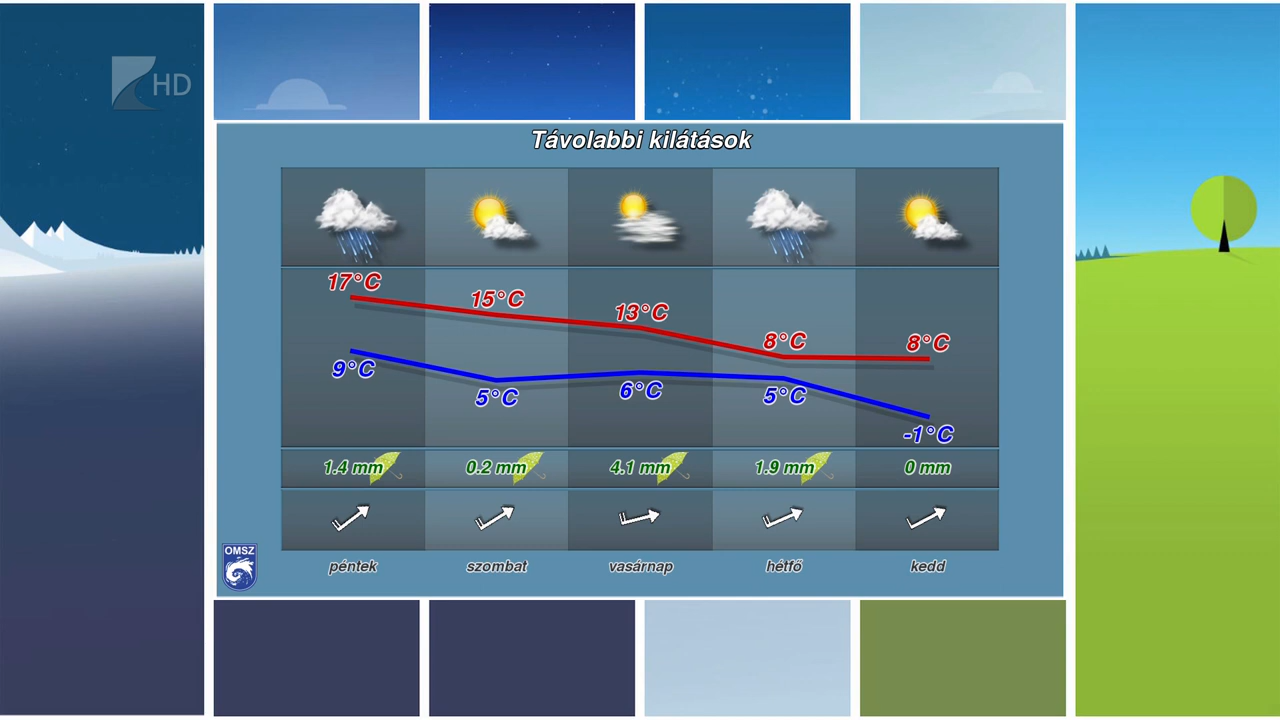 HD
Távolabbi kilátások
17°C 15°C 13°C 8°C 8°C
9°C 5°C 6°C 5°C -1°C
1.4 mm 0.2 mm 4.1 mm 1.9 mm 0 mm
OMSZ
péntek szombat vasárnap hétfő kedd